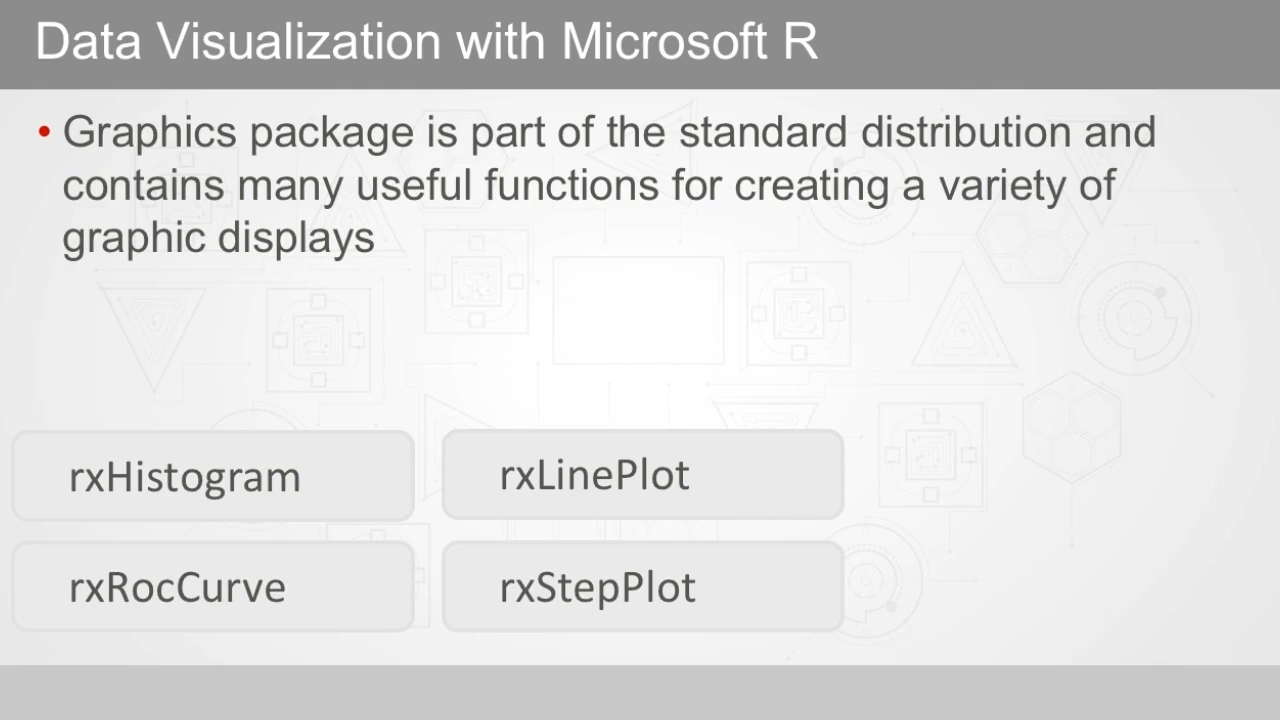 Data Visualization with Microsoft R
• Graphics package is part of the standard distribution and
contains many useful functions for creating a variety of
graphic displays
rxHistogram
rxLinePlot
rxRocCurve
rxStepPlot